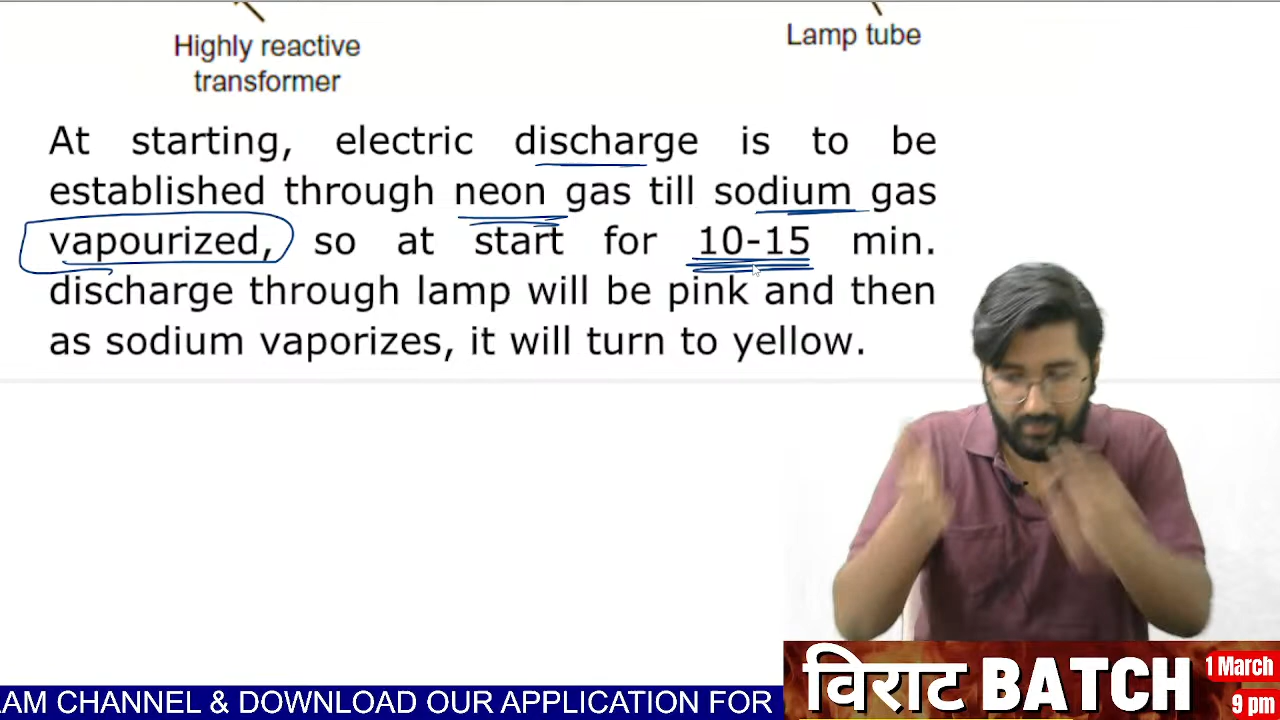 Highly reactive
transformer
Lamp tube
At starting, electric discharge is to be
established through neon gas till sodium gas
vapourized, so at start for 10-15 min.
discharge through lamp will be pink and then
as sodium vaporizes, it will turn to yellow.
विराट BATCH
1 March
9 pm
AM CHANNEL & DOWNLOAD OUR APPLICATION FOR